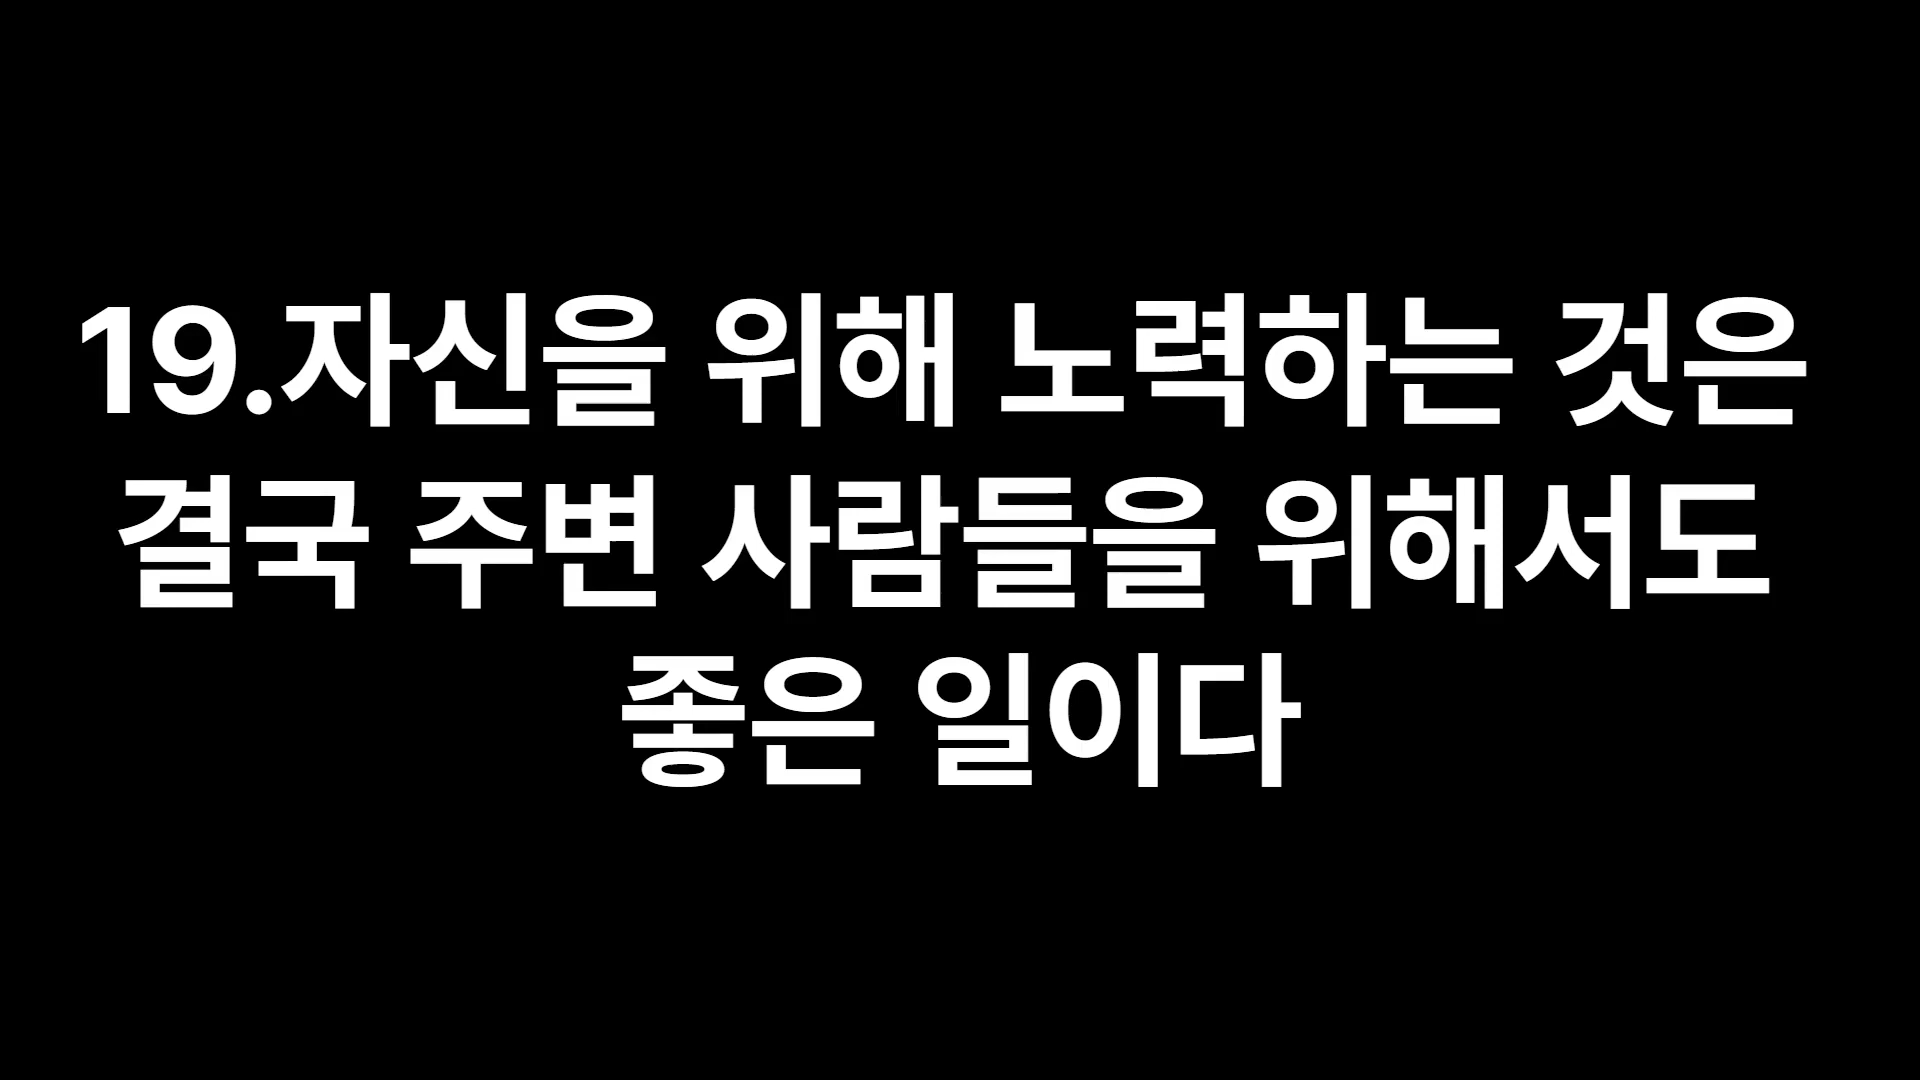 19.자신을 위해 노력하는 것은
결국 주변 사람들을 위해서도
좋은 일이다